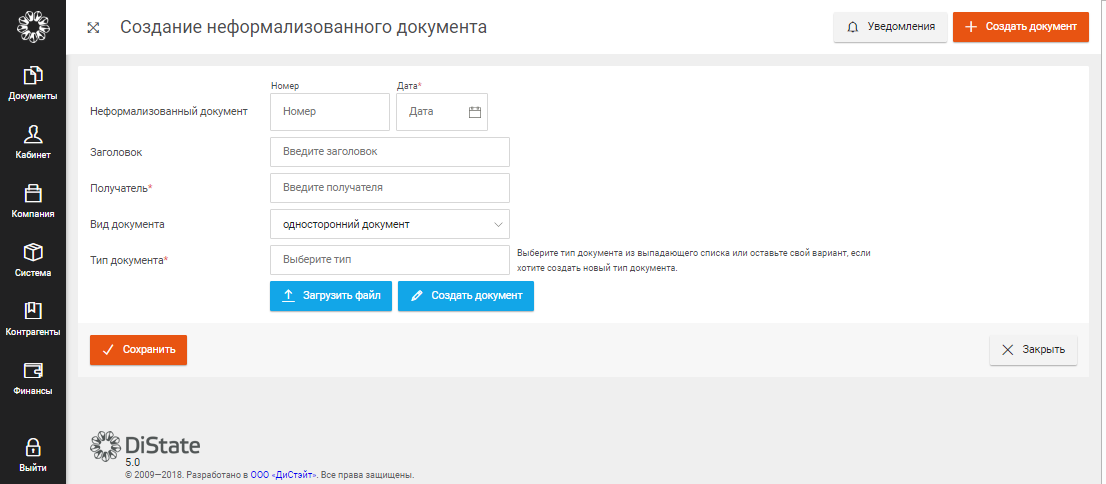 Создание неформализованного документа
Уведомления
Создать документ
Документы
Кабинет
Компания
Система
Контрагенты
Финансы
Выйти
Номер Дата*
Неформализованный документ Номер Дата
Заголовок Введите заголовок
Получатель* Введите получателя
Вид документа односторонний документ
Тип документа* Выберите тип
Выберите тип документа из выпадающего списка или оставьте свой вариант, если
хотите создать новый тип документа.
Загрузить файл Создать документ
Сохранить Закрыть
DiState
5.0
© 2009—2018. Разработано в ООО «ДиСтэйт». Все права защищены.